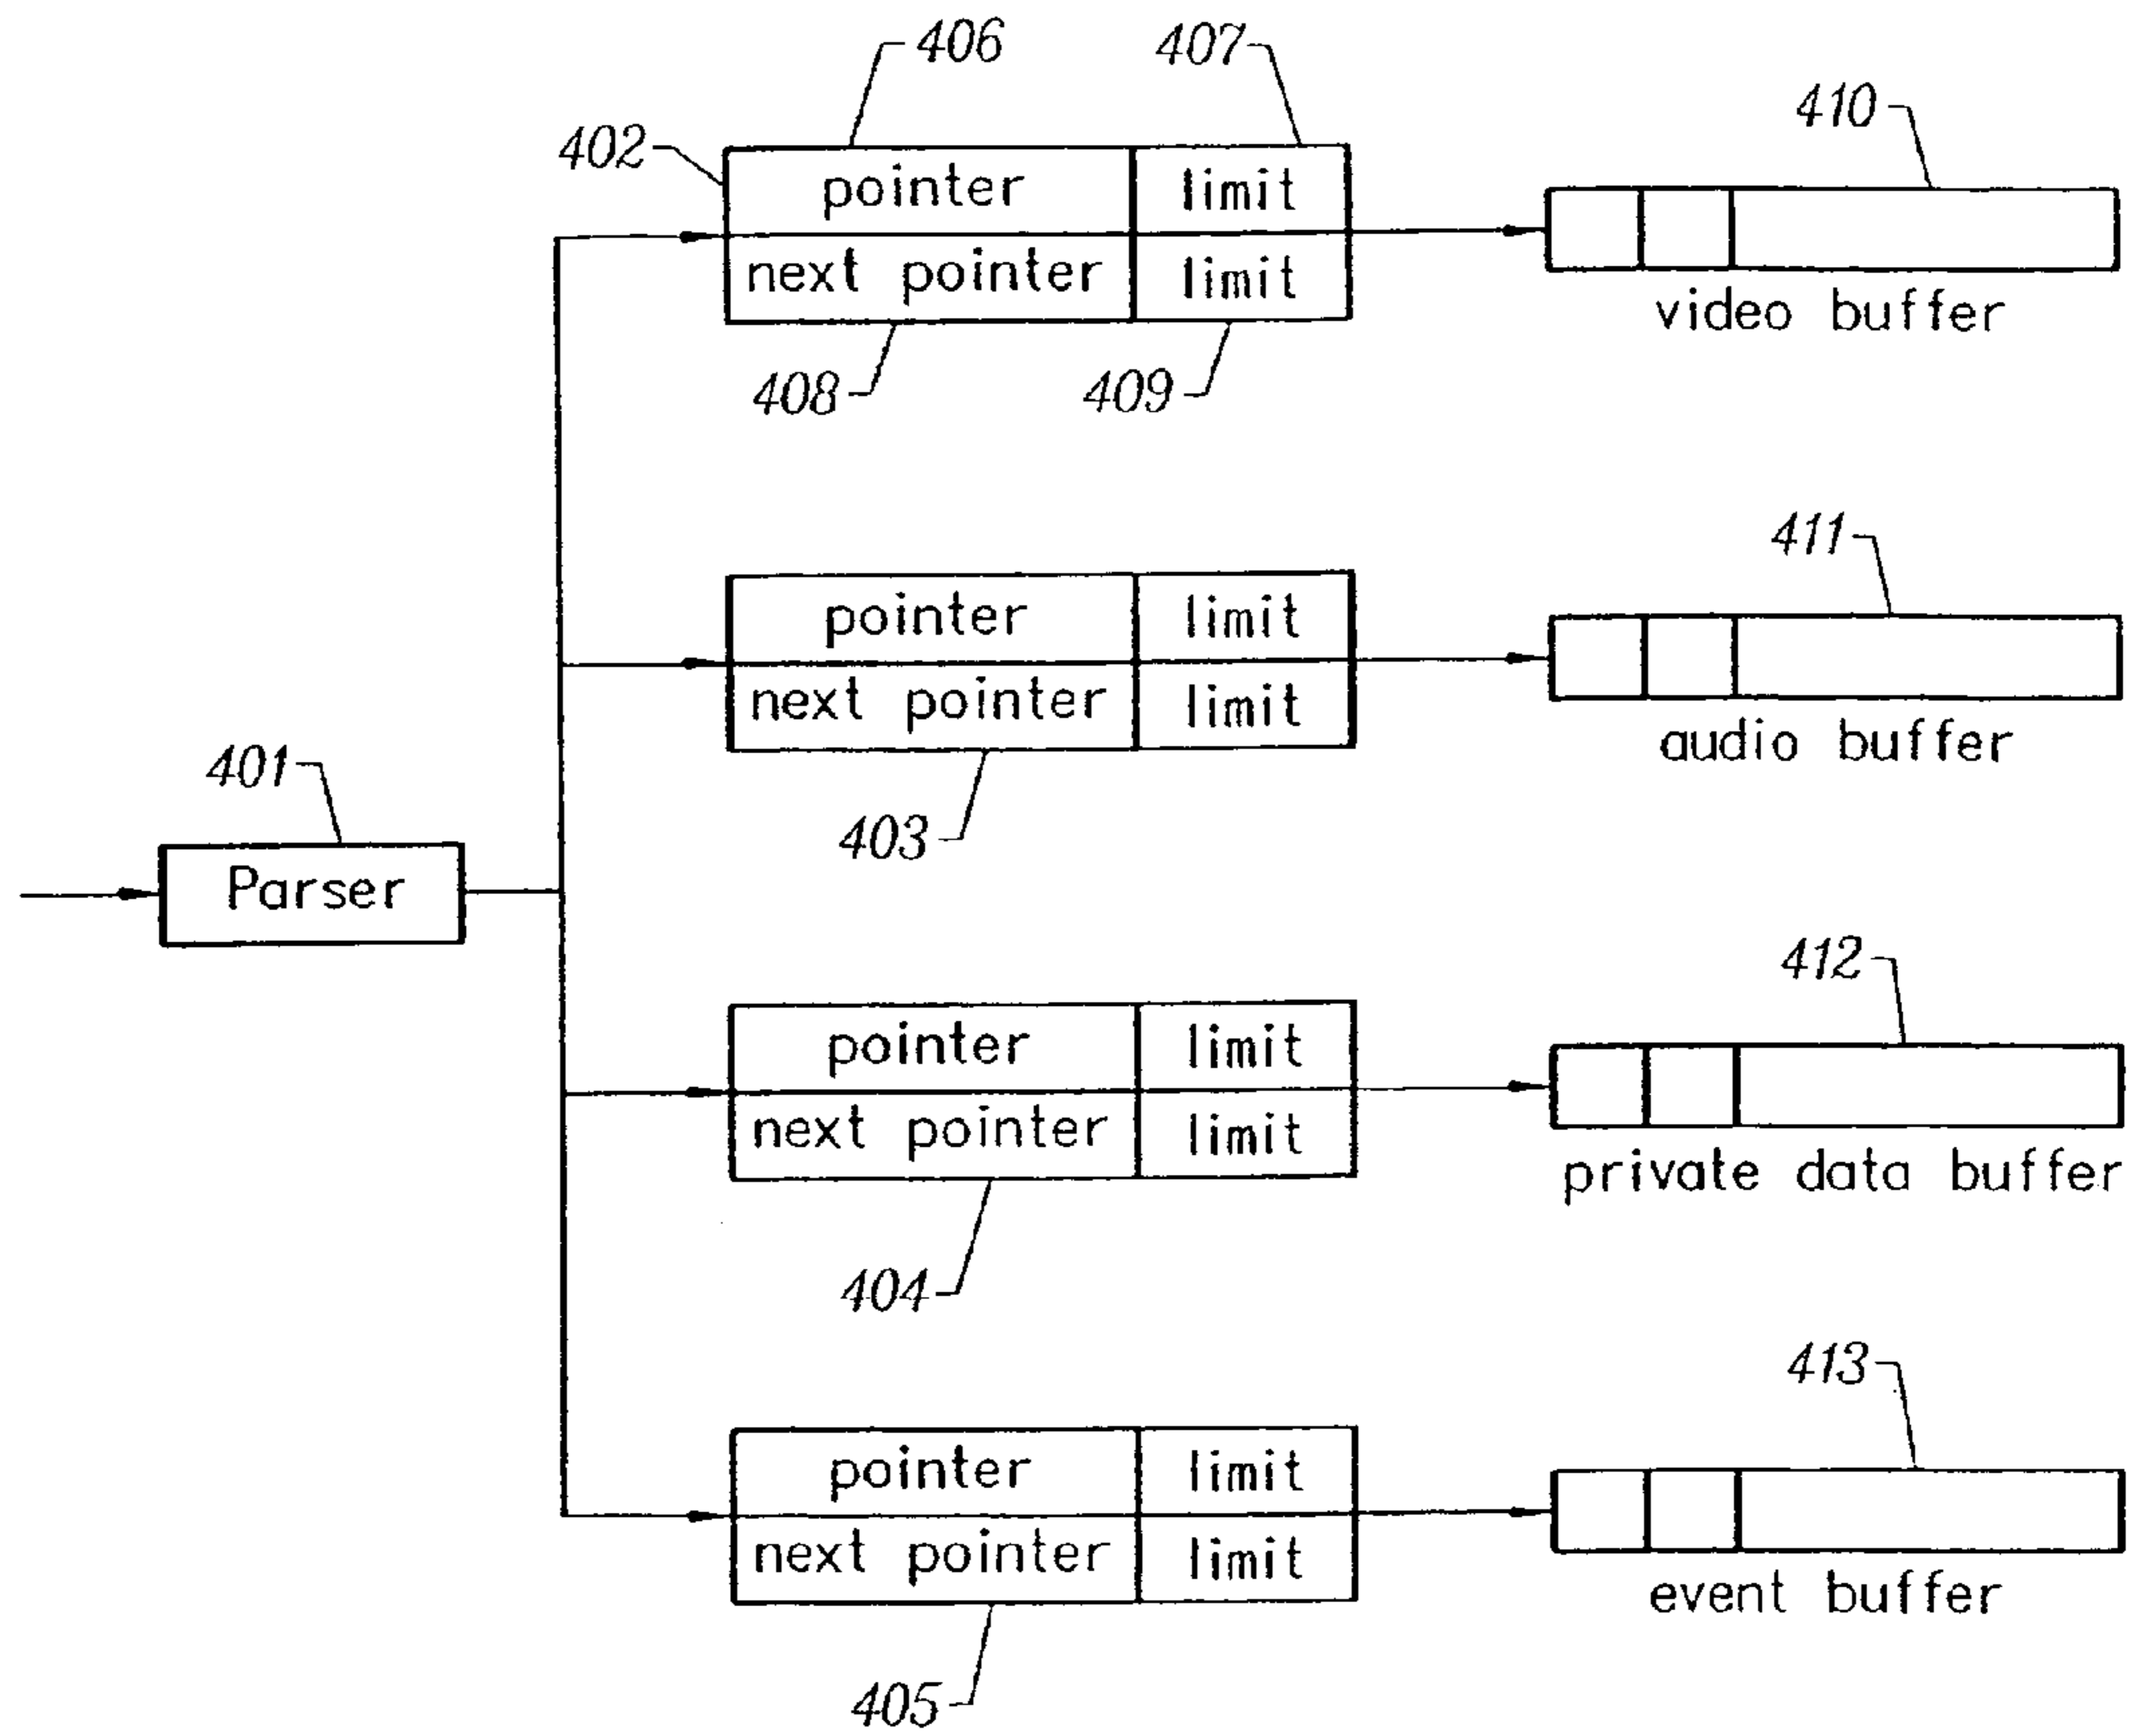 406
407
410
402
pointer
limit
next pointer
limit
video buffer
408
409
411
pointer
limit
next pointer
limit
audio buffer
401
403
Parser
412
pointer
limit
next pointer
limit
private data buffer
404
413
pointer
limit
next pointer
limit
event buffer
405